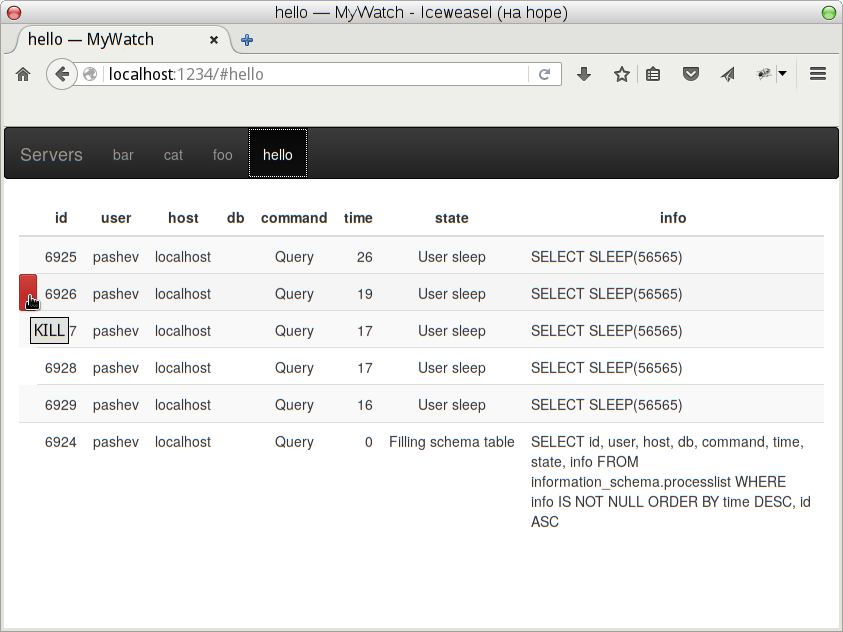 hello — MyWatch - Iceweasel (на hope)
hello — MyWatch
localhost:1234/#hello
Servers bar cat foo hello
id user host db command time state info
6925 pashev localhost Query 26 User sleep SELECT SLEEP(56565)
6926 pashev localhost Query 19 User sleep SELECT SLEEP(56565)
KILL 7 pashev localhost Query 17 User sleep SELECT SLEEP(56565)
6928 pashev localhost Query 17 User sleep SELECT SLEEP(56565)
6929 pashev localhost Query 16 User sleep SELECT SLEEP(56565)
6924 pashev localhost Query 0 Filling schema table SELECT id, user, host, db, command, time,
state, info FROM
information_schema.processlist WHERE
info IS NOT NULL ORDER BY time DESC, id
ASC